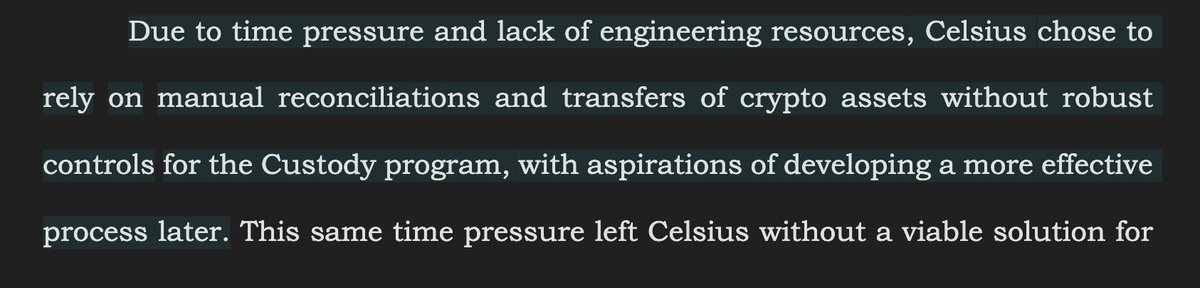 Due to time pressure and lack of engineering resources, Celsius chose to
rely on manual reconciliations and transfers of crypto assets without robust
controls for the Custody program, with aspirations of developing a more effective
process later. This same time pressure left Celsius without a viable solution for